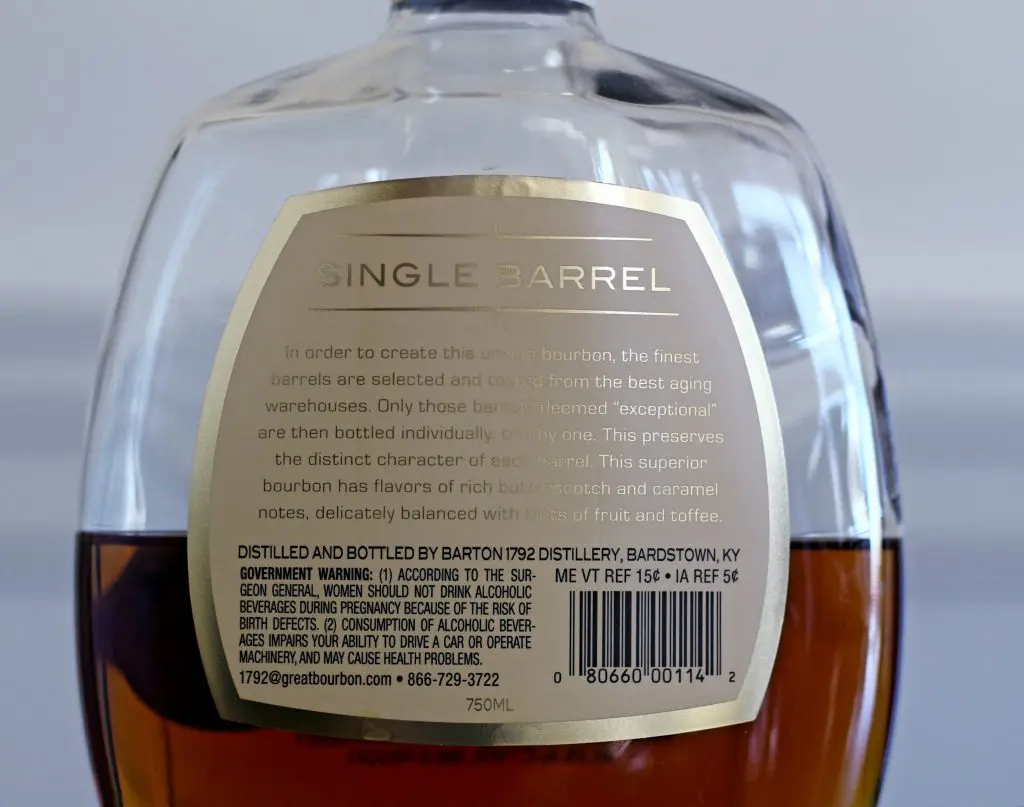 SINGLE BARREL
In order to create this unique bourbon, the finest
barrels are selected and tasted from the best aging
warehouses. Only those barrels deemed “exceptional”
are then bottled individually, one by one. This preserves
the distinct character of each barrel. This superior
bourbon has flavors of rich butterscotch and caramel
notes, delicately balanced with hints of fruit and toffee.
DISTILLED AND BOTTLED BY BARTON 1792 DISTILLERY, BARDSTOWN, KY
GOVERNMENT WARNING: (1) ACCORDING TO THE SUR-
GEON GENERAL, WOMEN SHOULD NOT DRINK ALCOHOLIC
BEVERAGES DURING PREGNANCY BECAUSE OF THE RISK OF
BIRTH DEFECTS. (2) CONSUMPTION OF ALCOHOLIC BEVER-
AGES IMPAIRS YOUR ABILITY TO DRIVE A CAR OR OPERATE
MACHINERY, AND MAY CAUSE HEALTH PROBLEMS.
1792@greatbourbon.com • 866-729-3722
ME VT REF 15¢ • IA REF 5¢
0 80660 00114 2
750ML